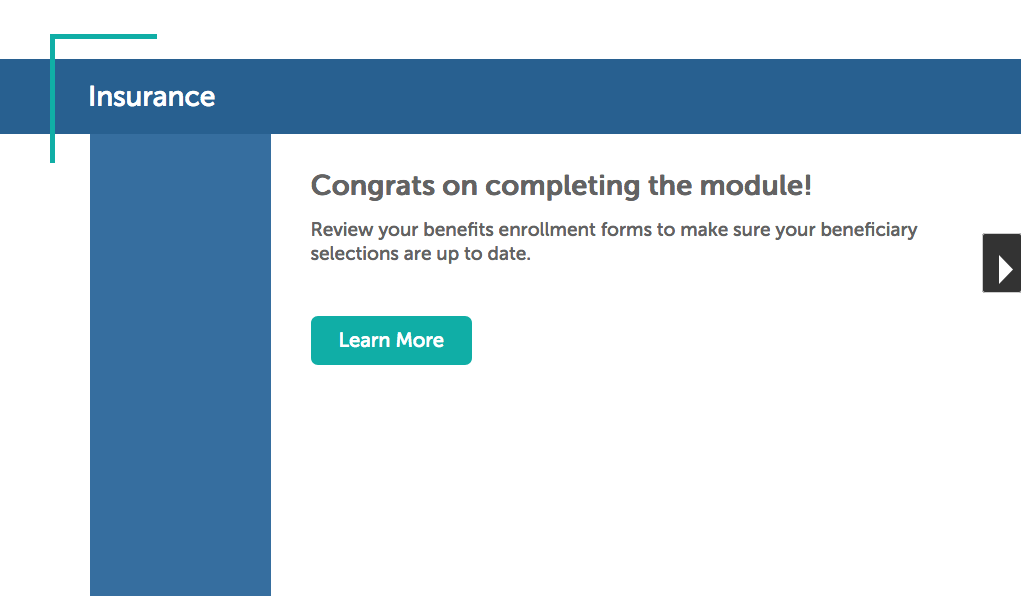 Insurance
Congrats on completing the module!
Review your benefits enrollment forms to make sure your beneficiary
selections are up to date.
Learn More